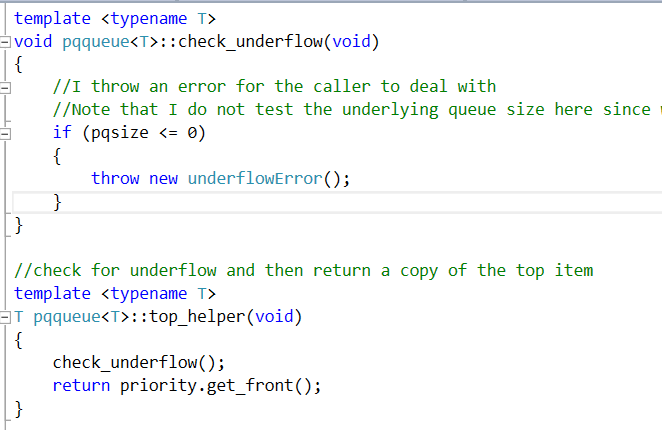 template <typename T>
void pqqueue<T>::check_underflow(void)
{
    //I throw an error for the caller to deal with
    //Note that I do not test the underlying queue size here since
    if (pqsize <= 0)
    {
        throw new underflowError();
    }
}
//check for underflow and then return a copy of the top item
template <typename T>
T pqqueue<T>::top_helper(void)
{
    check_underflow();
    return priority.get_front();
}